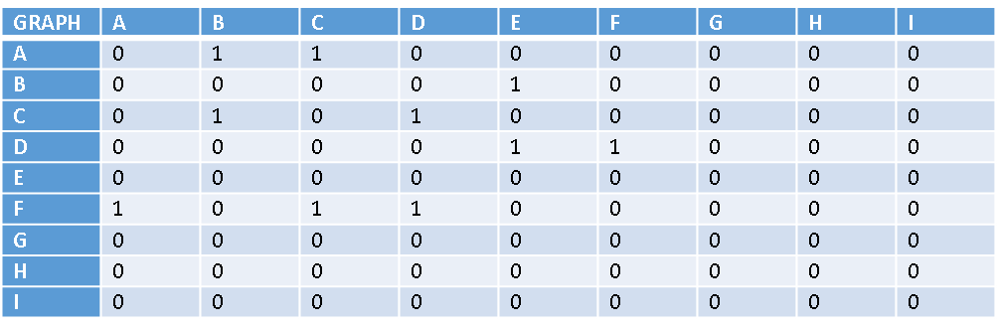 GRAPH A B C D E F G H I
A 0 1 1 0 0 0 0 0 0
B 0 0 0 0 1 0 0 0 0
C 0 1 0 1 0 0 0 0 0
D 0 0 0 0 1 1 0 0 0
E 0 0 0 0 0 0 0 0 0
F 1 0 1 1 0 0 0 0 0
G 0 0 0 0 0 0 0 0 0
H 0 0 0 0 0 0 0 0 0
I 0 0 0 0 0 0 0 0 0